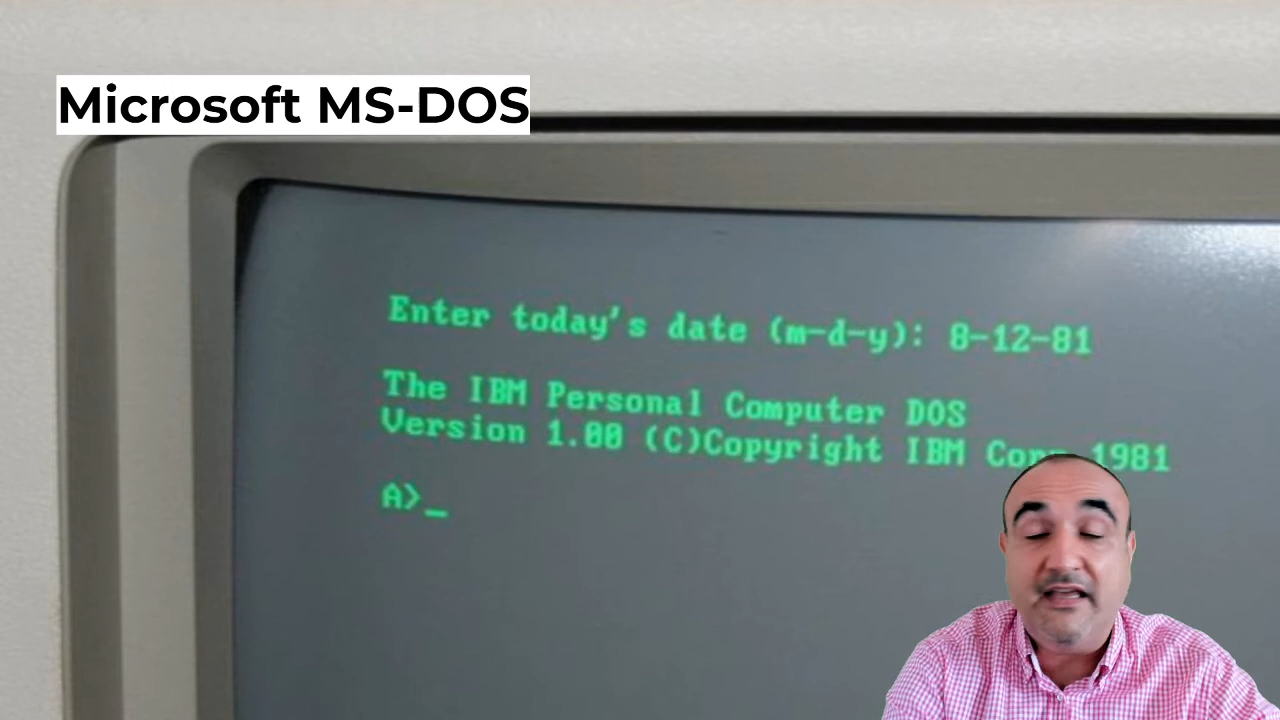 Microsoft MS-DOS
Enter today's date (m-d-y): 8-12-81
The IBM Personal Computer DOS
Version 1.00 (C)Copyright IBM Corp 1981
A>_